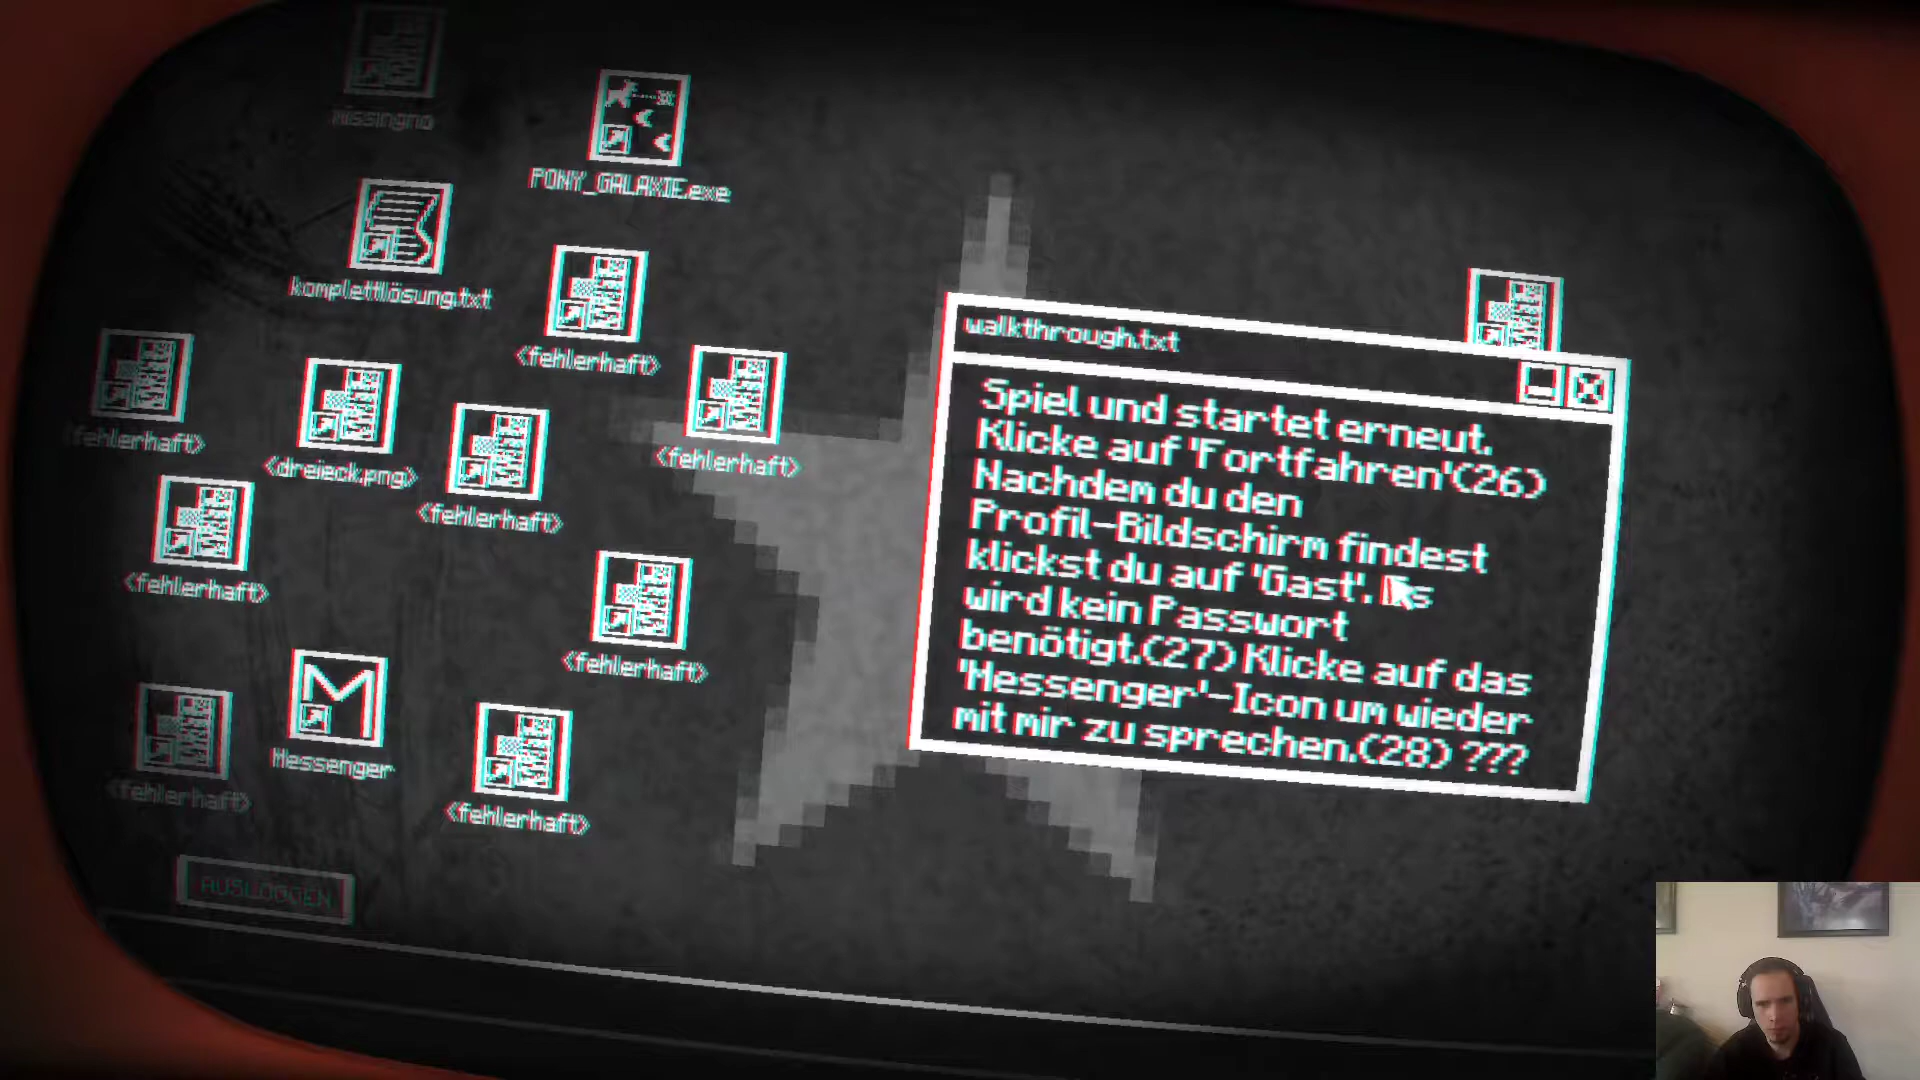 Missingno
PONY_GALAXIE.exe
komplettlösung.txt
<fehlerhaft>
<fehlerhaft>
<dreieck.png>
<fehlerhaft>
<fehlerhaft>
<fehlerhaft>
<fehlerhaft>
<fehlerhaft>
Messenger
<fehlerhaft>
<fehlerhaft>
AUSLOGGEN
walkthrough.txt
Spiel und startet erneut.
Klicke auf 'Fortfahren'(26)
Nachdem du den
Profil-Bildschirm findest
klickst du auf 'Gast'.
wird kein Passwort
benötigt.(27) Klicke auf das
'Messenger'-Icon um wieder
mit mir zu sprechen.(28) ???